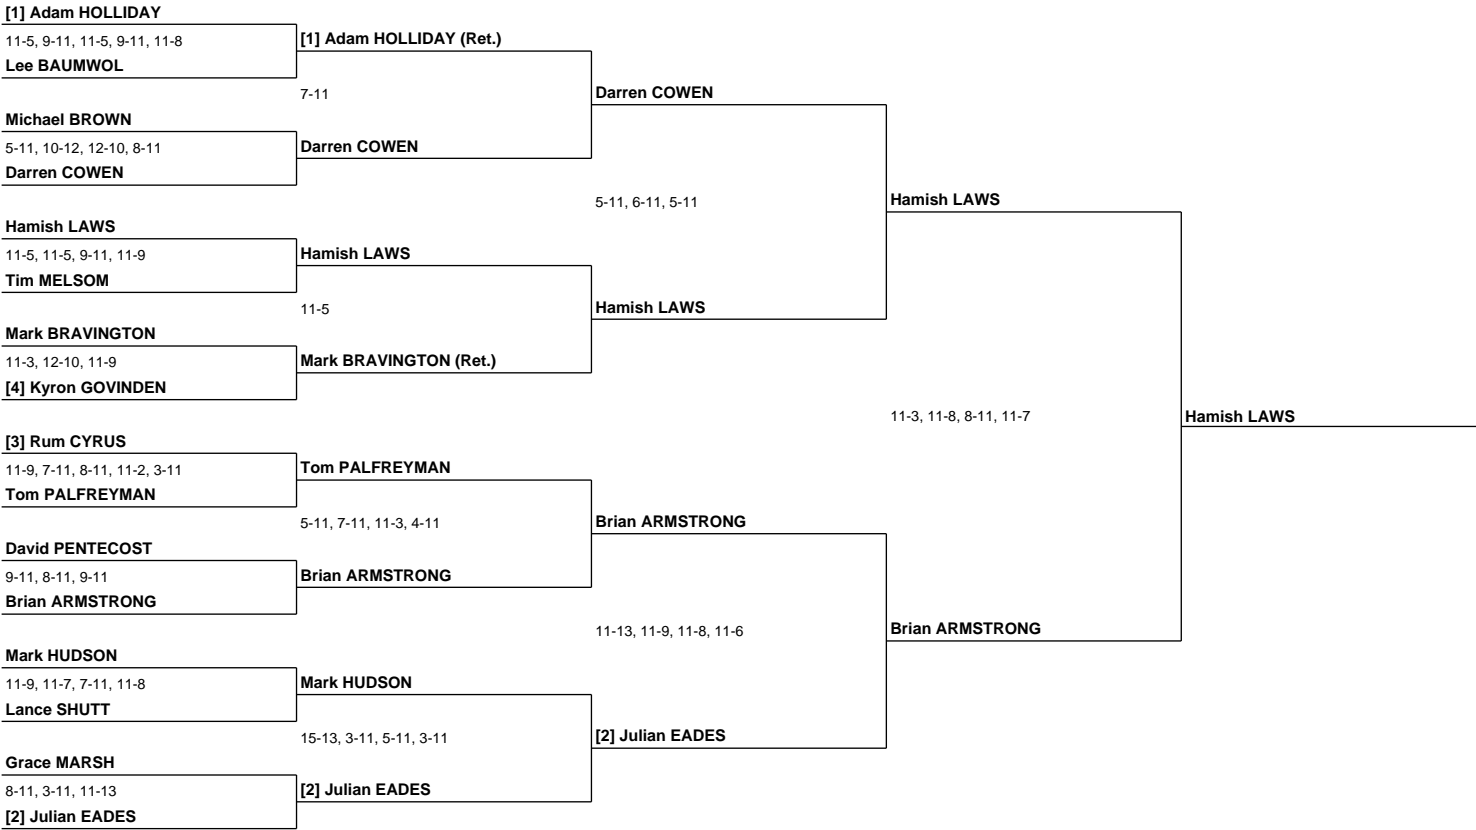 [1] Adam HOLLIDAY
11-5, 9-11, 11-5, 9-11, 11-8
Lee BAUMWOL
Michael BROWN
5-11, 10-12, 12-10, 8-11
Darren COWEN
Hamish LAWS
11-5, 11-5, 9-11, 11-9
Tim MELSOM
Mark BRAVINGTON
11-3, 12-10, 11-9
[4] Kyron GOVINDEN
[3] Rum CYRUS
11-9, 7-11, 8-11, 11-2, 3-11
Tom PALFREYMAN
David PENTECOST
9-11, 8-11, 9-11
Brian ARMSTRONG
Mark HUDSON
11-9, 11-7, 7-11, 11-8
Lance SHUTT
Grace MARSH
8-11, 3-11, 11-13
[2] Julian EADES
[1] Adam HOLLIDAY (Ret.)
7-11
Darren COWEN
Hamish LAWS
11-5
Mark BRAVINGTON (Ret.)
Tom PALFREYMAN
5-11, 7-11, 11-3, 4-11
Brian ARMSTRONG
Mark HUDSON
15-13, 3-11, 5-11, 3-11
[2] Julian EADES
Darren COWEN
5-11, 6-11, 5-11
Hamish LAWS
Brian ARMSTRONG
11-13, 11-9, 11-8, 11-6
[2] Julian EADES
Hamish LAWS
11-3, 11-8, 8-11, 11-7
Brian ARMSTRONG
Hamish LAWS